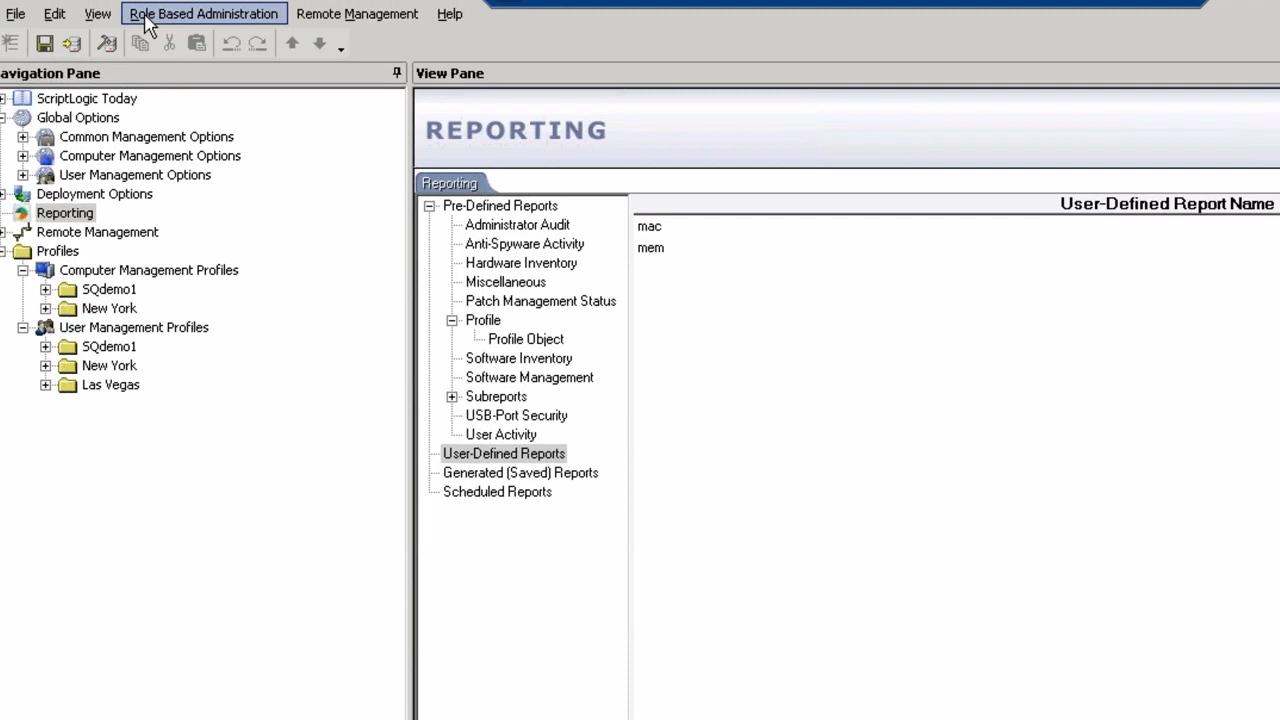 File Edit View Role Based Administration Remote Management Help
avigation Pane
View Pane
ScriptLogic Today
Global Options
Common Management Options
Computer Management Options
User Management Options
Deployment Options
Reporting
Remote Management
Profiles
Computer Management Profiles
SQdemo1
New York
User Management Profiles
SQdemo1
New York
Las Vegas
REPORTING
Reporting
Pre-Defined Reports
Administrator Audit
Anti-Spyware Activity
Hardware Inventory
Miscellaneous
Patch Management Status
Profile
Profile Object
Software Inventory
Software Management
Subreports
USB-Port Security
User Activity
User-Defined Reports
Generated (Saved) Reports
Scheduled Reports
User-Defined Report Name
mac
mem